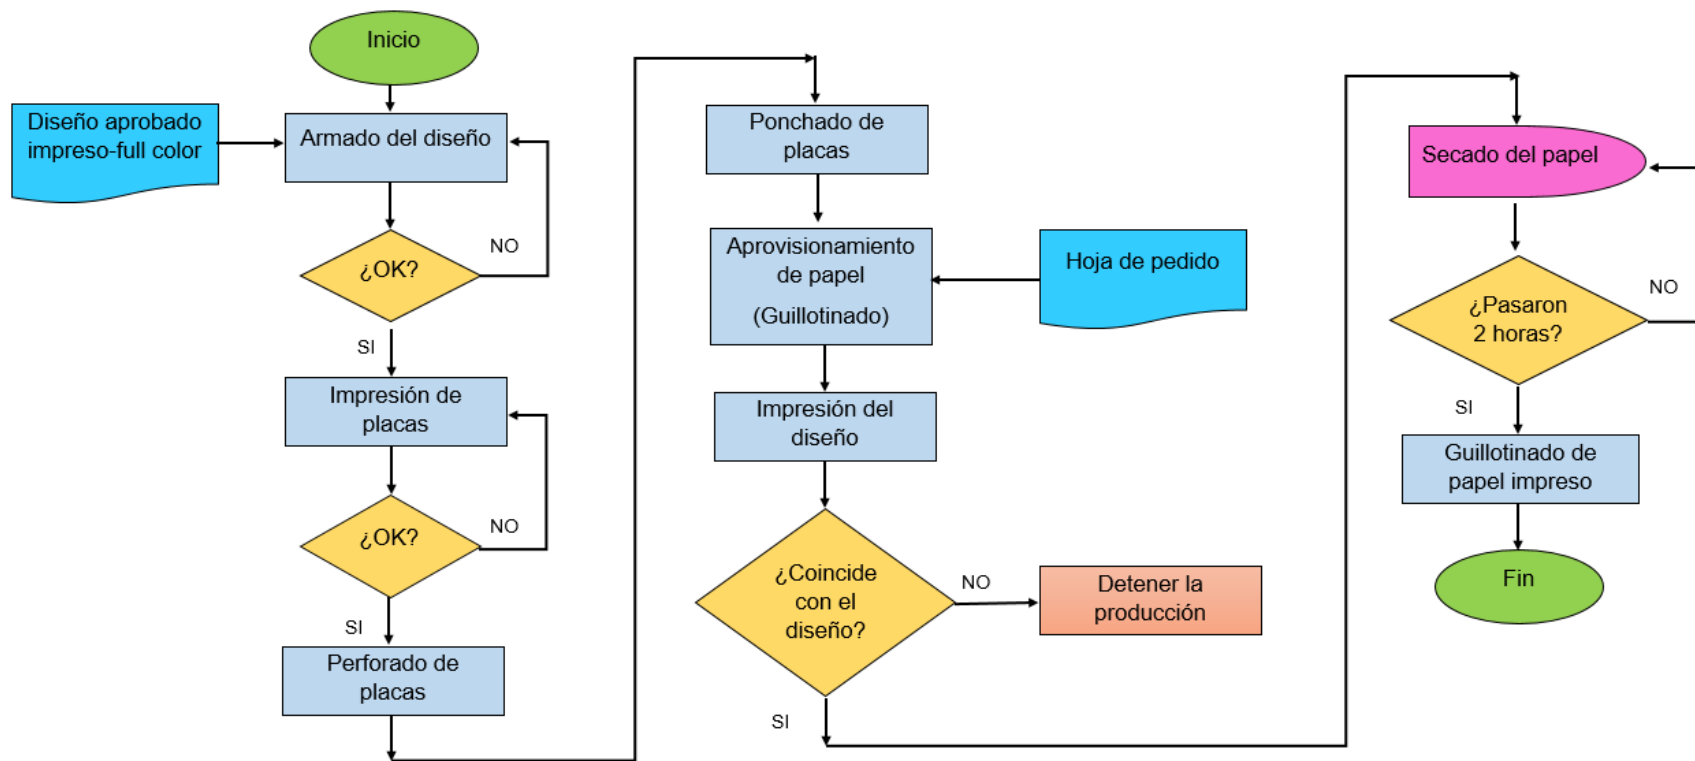 Inicio
Diseño aprobado
impreso-full color
Armado del diseño
NO
¿OK?
SI
Impresión de
placas
NO
¿OK?
SI
Perforado de
placas
Ponchado de
placas
Aprovisionamiento
de papel
(Guillotinado)
Hoja de pedido
Impresión del
diseño
¿Coincide
con el
diseño?
NO
Detener la
producción
SI
Secado del papel
NO
¿Pasaron
2 horas?
SI
Guillotinado de
papel impreso
Fin